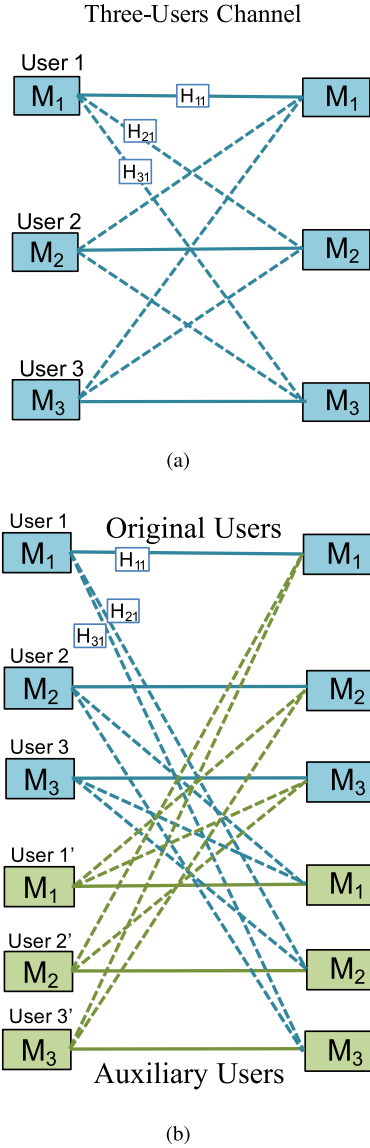 Three-Users Channel
User 1
M₁ H₁₁ M₁
H₂₁
H₃₁
User 2
M₂ M₂
User 3
M₃ M₃
(a)
User 1 Original Users
M₁ H₁₁ M₁
H₂₁
H₃₁
User 2
M₂ M₂
User 3
M₃ M₃
User 1'
M₁ M₁
User 2'
M₂ M₂
User 3'
M₃ M₃
Auxiliary Users
(b)